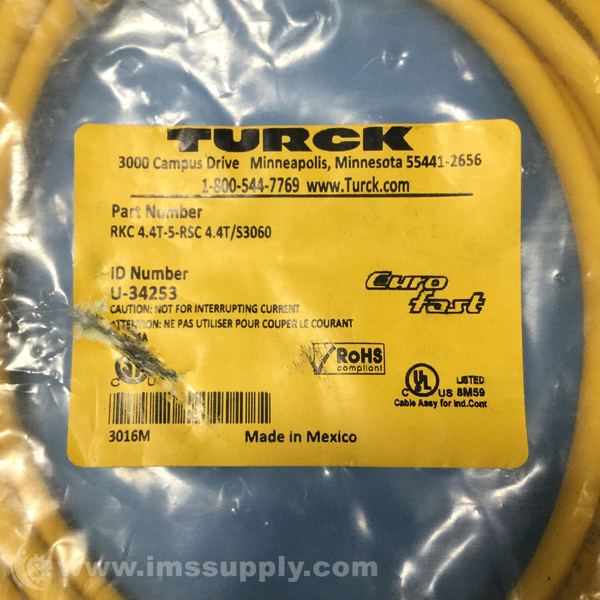 TURCK
3000 Campus Drive Minneapolis, Minnesota 55441-2656
1-800-544-7769 www.Turck.com
Part Number
RKC 4.4T-5-RSC 4.4T/S3060
ID Number
U-34253
CAUTION: NOT FOR INTERRUPTING CURRENT
ATTENTION: NE PAS UTILISER POUR COUPER LE COURANT
Euro fast
RoHS
compliant
C U
C UL US LISTED 8M59
Cable Assy for Ind.Cont
3016M Made in Mexico
www.imssupply.com